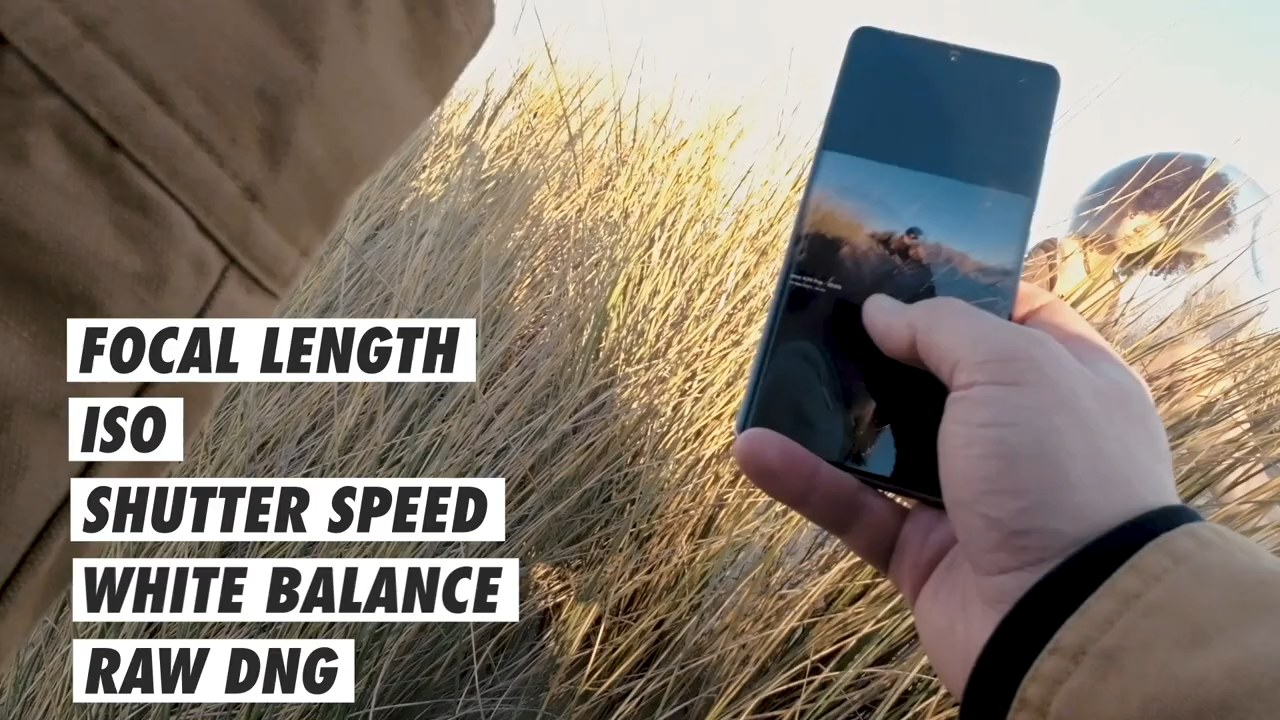 FOCAL LENGTH
ISO
SHUTTER SPEED
WHITE BALANCE
RAW DNG